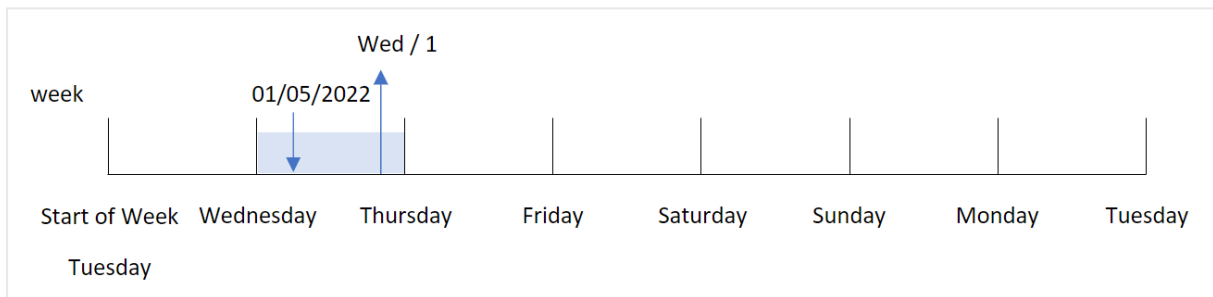 Wed / 1
week 01/05/2022
Start of Week Wednesday Thursday Friday Saturday Sunday Monday Tuesday
Tuesday